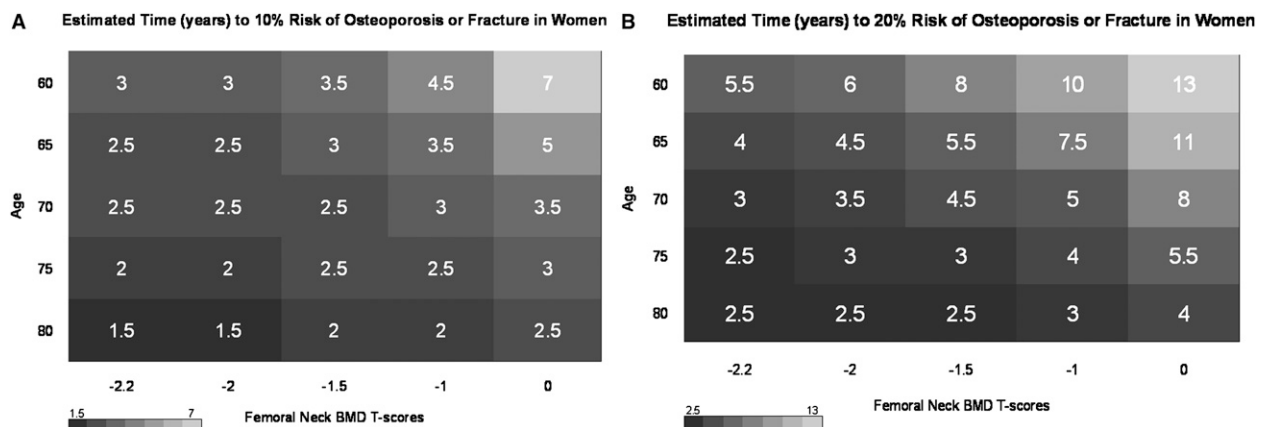 A Estimated Time (years) to 10% Risk of Osteoporosis or Fracture in Women
60 3 3 3.5 4.5 7
65 2.5 2.5 3 3.5 5
Age
70 2.5 2.5 2.5 3 3.5
75 2 2 2.5 2.5 3
80 1.5 1.5 2 2 2.5
-2.2 -2 -1.5 -1 0
1.5 7
Femoral Neck BMD T-scores
B Estimated Time (years) to 20% Risk of Osteoporosis or Fracture in Women
60 5.5 6 8 10 13
65 4 4.5 5.5 7.5 11
Age
70 3 3.5 4.5 5 8
75 2.5 3 3 4 5.5
80 2.5 2.5 2.5 3 4
-2.2 -2 -1.5 -1 0
2.5 13
Femoral Neck BMD T-scores